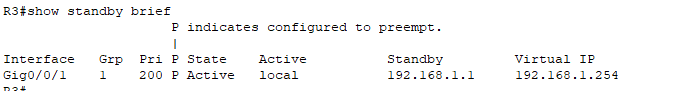 R3#show standby brief
P indicates configured to preempt.
|
Interface Grp Pri P State Active Standby Virtual IP
Gig0/0/1 1 200 P Active local 192.168.1.1 192.168.1.254
R3#